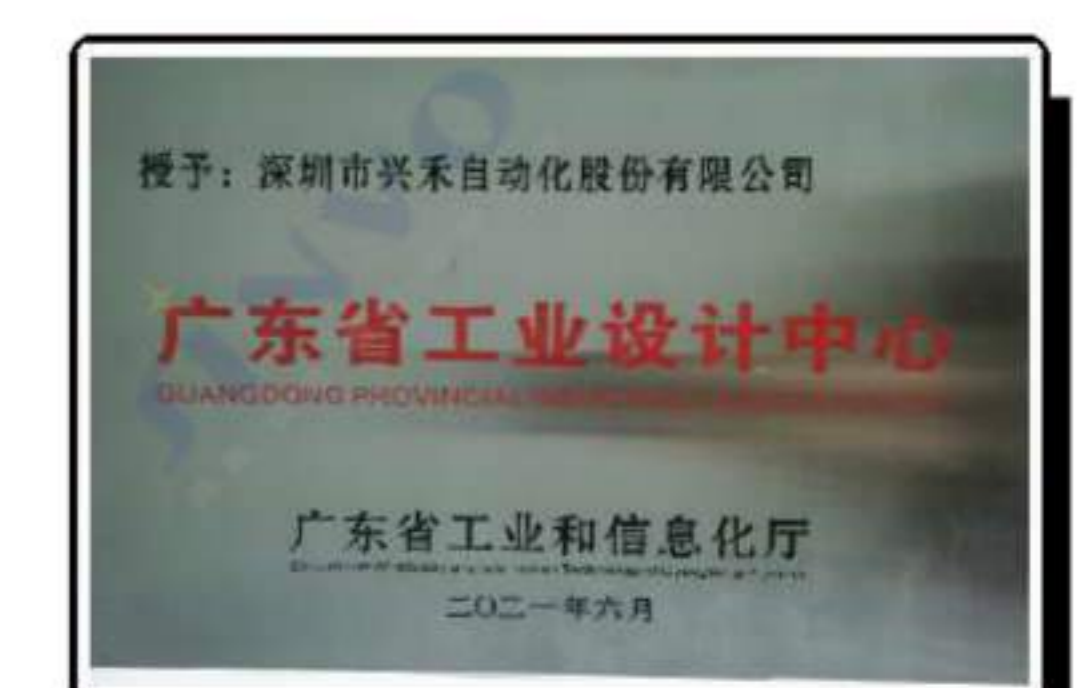 授予：深圳市兴禾自动化股份有限公司
广东省工业设计中心
GUANGDONG PROVINCIAL
广东省工业和信息化厅
二〇二一年六月